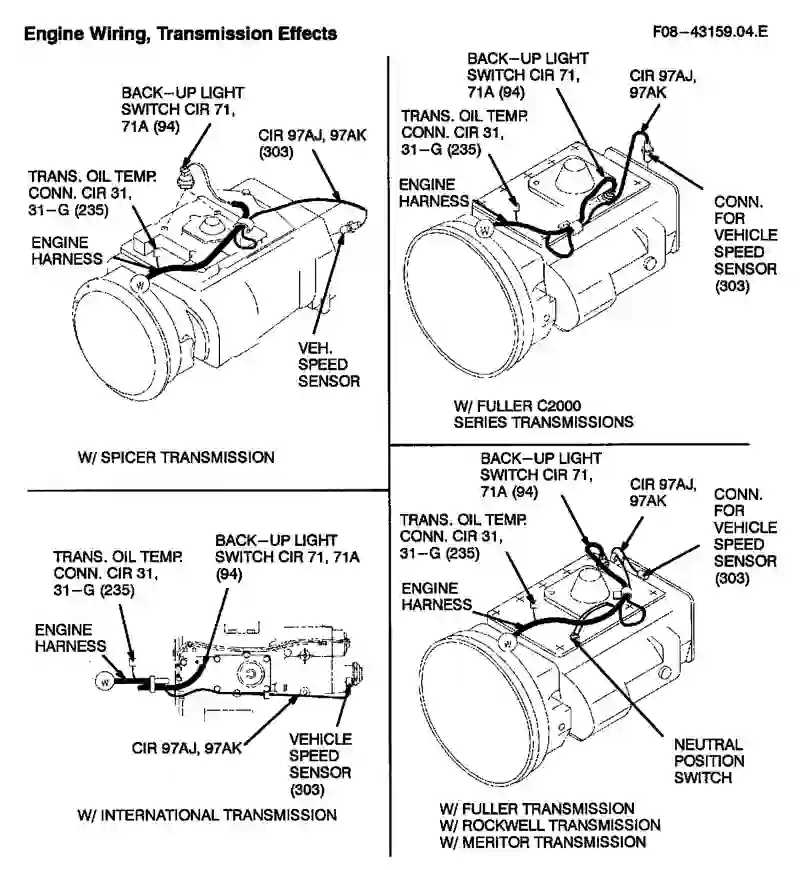 Engine Wiring, Transmission Effects
F08-43159.04.E
BACK-UP LIGHT
SWITCH CIR 71,
71A (94)
CIR 97AJ, 97AK
(303)
TRANS. OIL TEMP.
CONN. CIR 31,
31-G (235)
ENGINE
HARNESS
W
VEH.
SPEED
SENSOR
W/ SPICER TRANSMISSION
BACK-UP LIGHT
SWITCH CIR 71,
71A (94)
CIR 97AJ,
97AK
TRANS. OIL TEMP.
CONN. CIR 31,
31-G (235)
ENGINE
HARNESS
W
CONN.
FOR
VEHICLE
SPEED
SENSOR
(303)
W/ FULLER C2000
SERIES TRANSMISSIONS
BACK-UP LIGHT
SWITCH CIR 71, 71A
(94)
TRANS. OIL TEMP.
CONN. CIR 31,
31-G (235)
ENGINE
HARNESS
W
CIR 97AJ, 97AK
VEHICLE
SPEED
SENSOR
(303)
W/ INTERNATIONAL TRANSMISSION
BACK-UP LIGHT
SWITCH CIR 71,
71A (94)
CIR 97AJ,
97AK
CONN.
FOR
VEHICLE
SPEED
SENSOR
(303)
TRANS. OIL TEMP.
CONN. CIR 31,
31-G (235)
ENGINE
HARNESS
W
NEUTRAL
POSITION
SWITCH
W/ FULLER TRANSMISSION
W/ ROCKWELL TRANSMISSION
W/ MERITOR TRANSMISSION